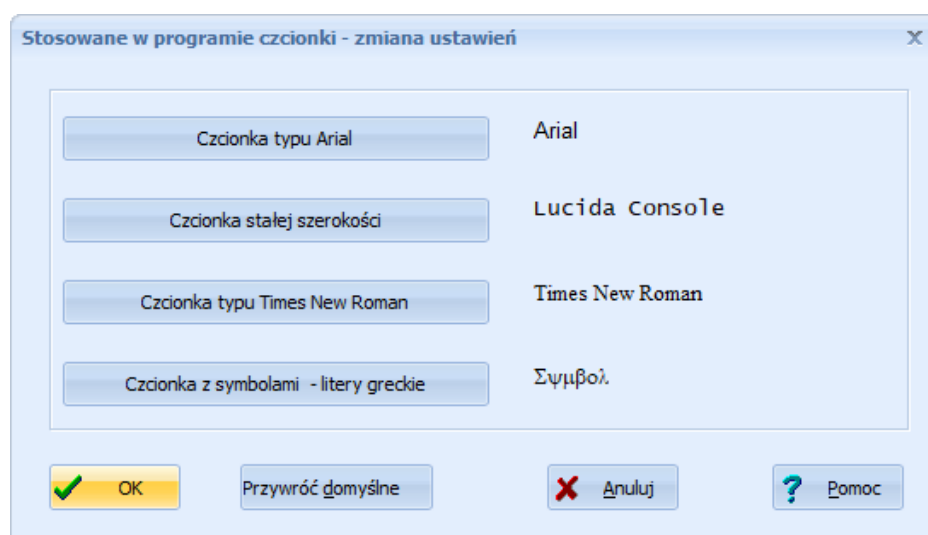 Stosowane w programie czcionki - zmiana ustawień
Czcionka typu Arial
Arial
Czcionka stałej szerokości
Lucida Console
Czcionka typu Times New Roman
Times New Roman
Czcionka z symbolami - litery greckie
Σψμβολ
OK
Przywróć domyślne
Anuluj
Pomoc